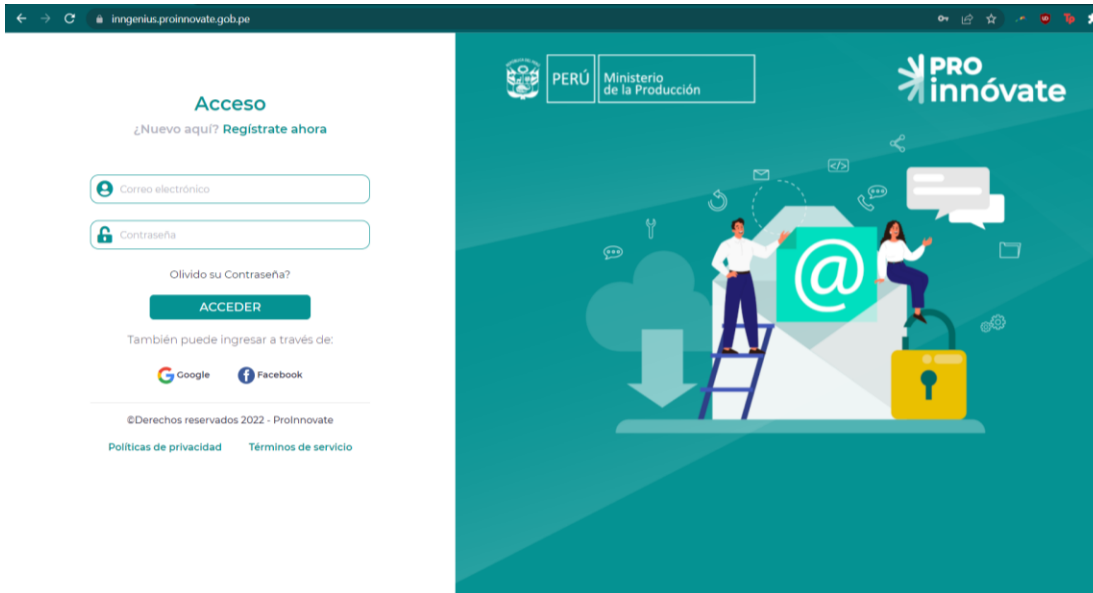 inngenius.proinnovate.gob.pe
Acceso
¿Nuevo aquí? Regístrate ahora
Correo electrónico
Contraseña
Olivido su Contraseña?
ACCEDER
También puede ingresar a través de:
Google
Facebook
©Derechos reservados 2022 - ProInnovate
Políticas de privacidad
Términos de servicio
PERÚ
Ministerio
de la Producción
PRO
innóvate
</>
@